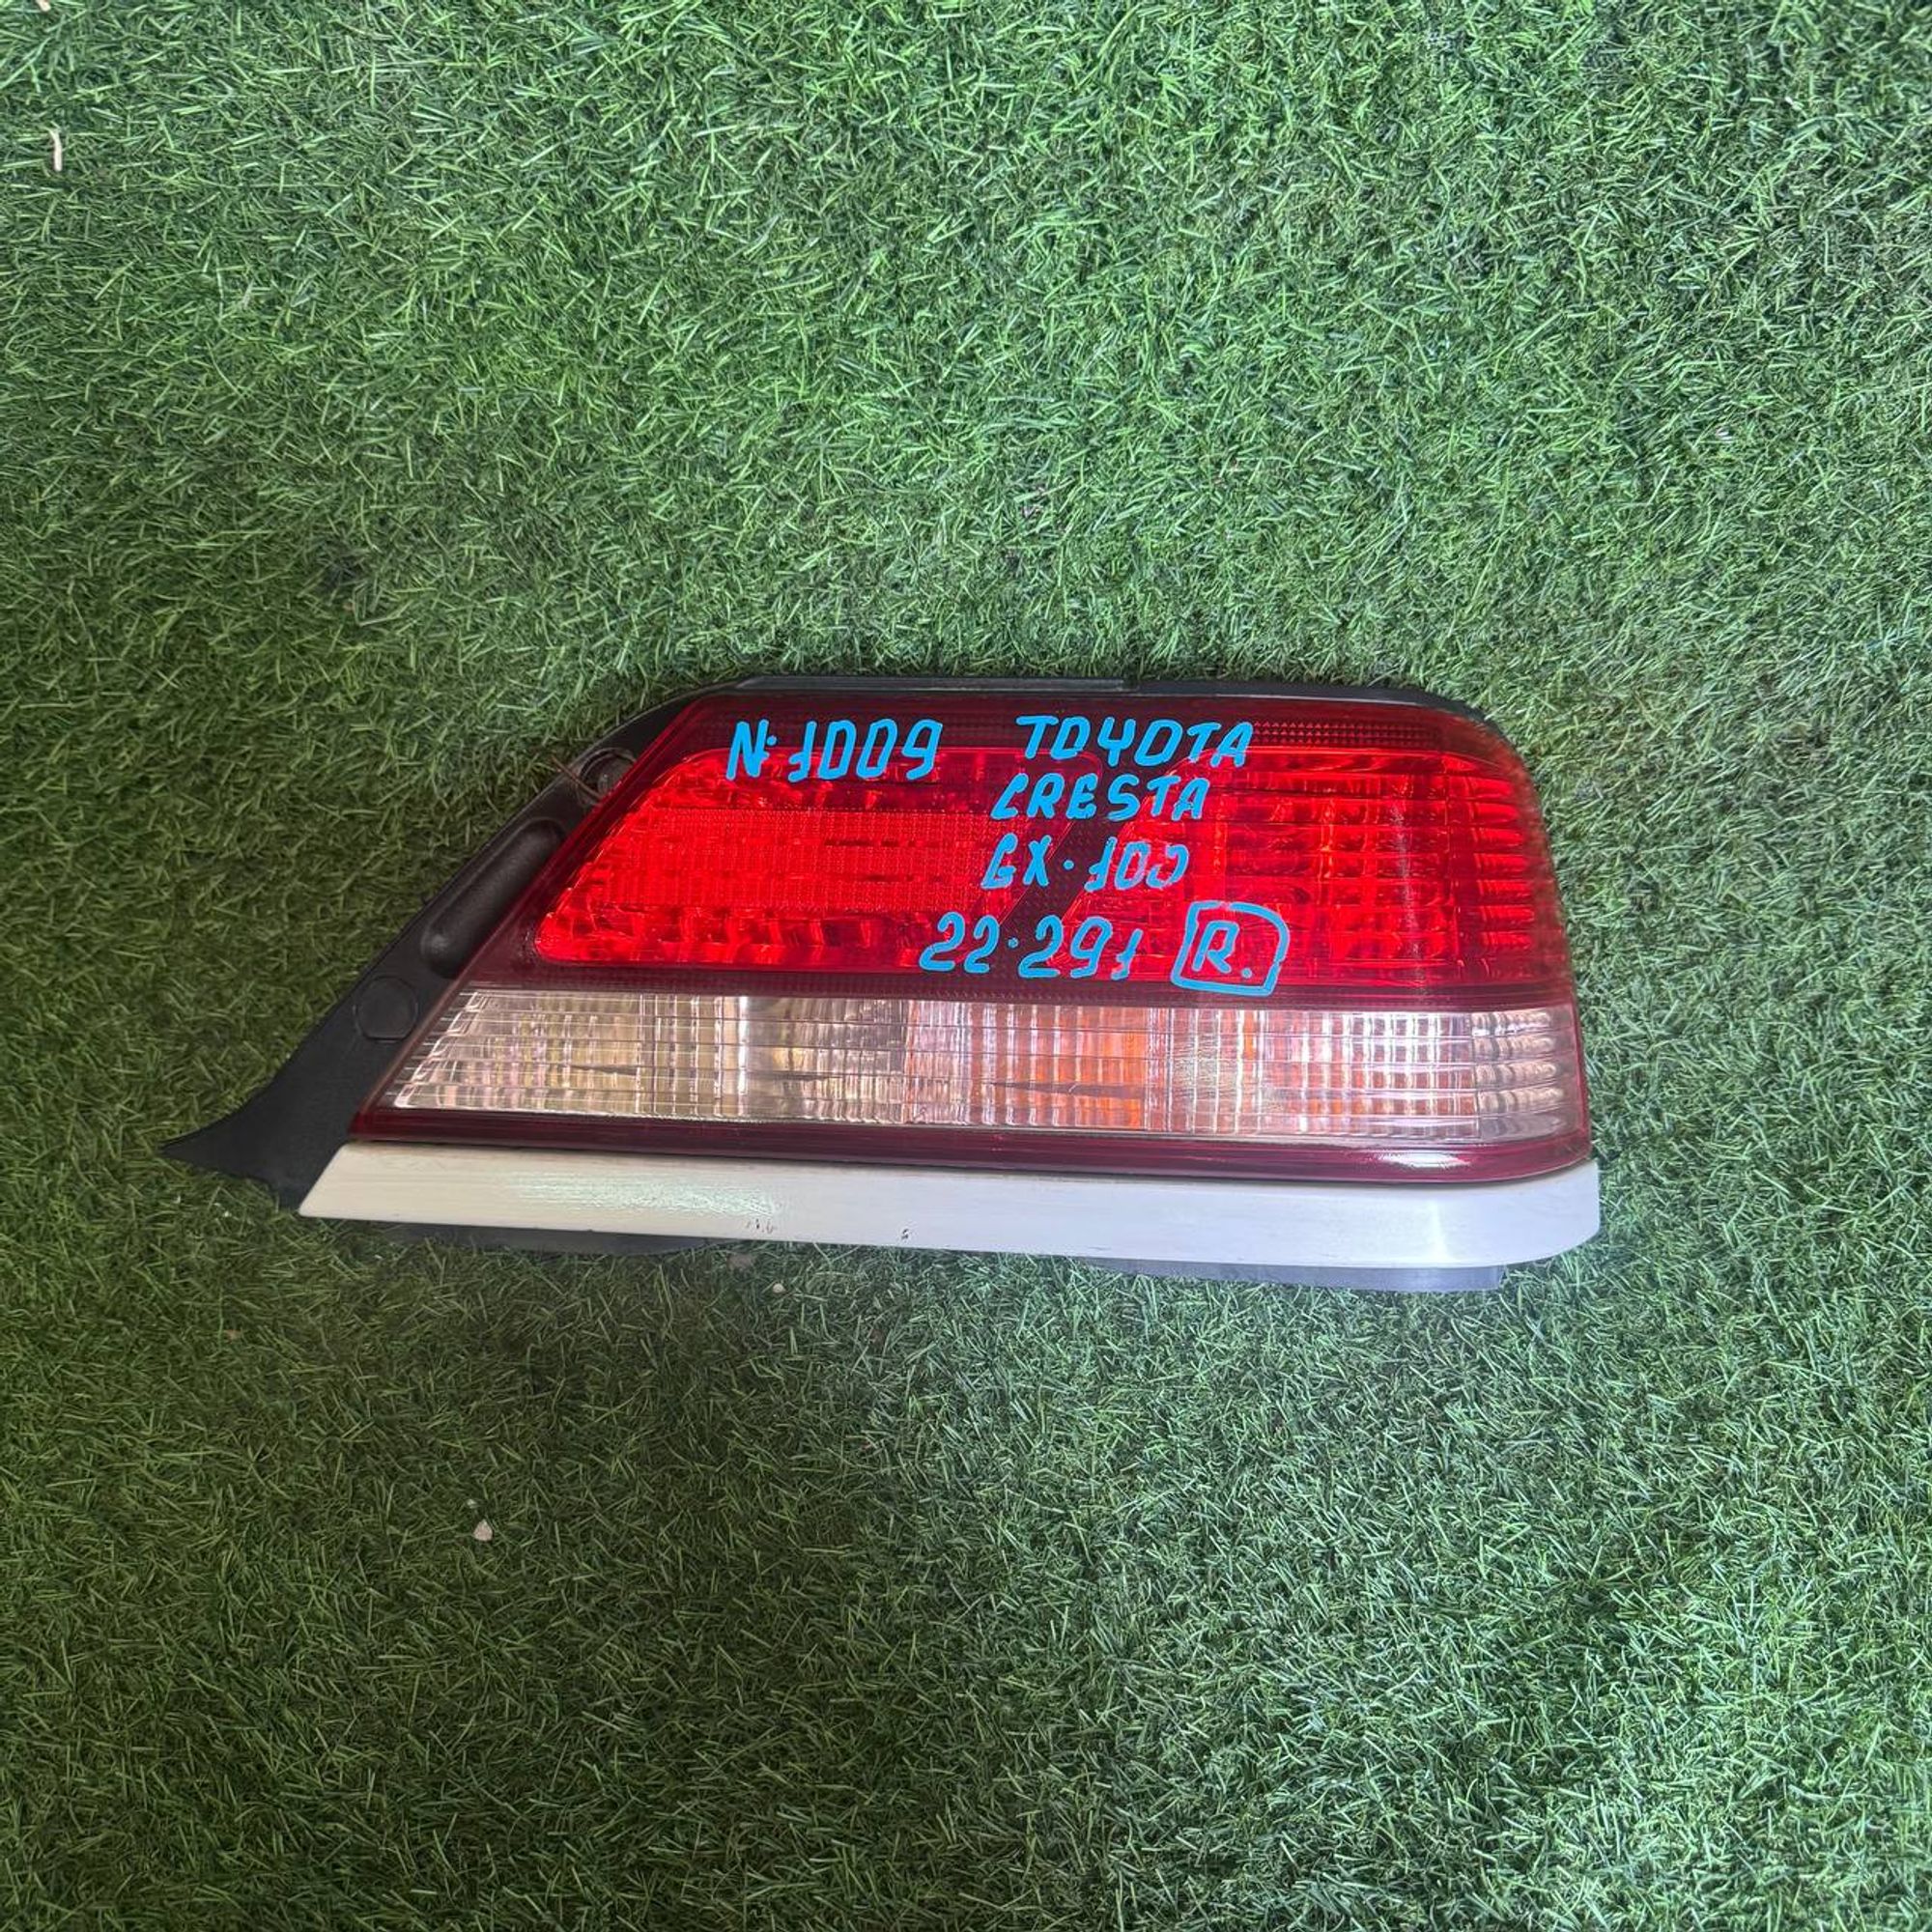 N:1009 TOYOTA
CRESTA
GX·100
22·291 R.